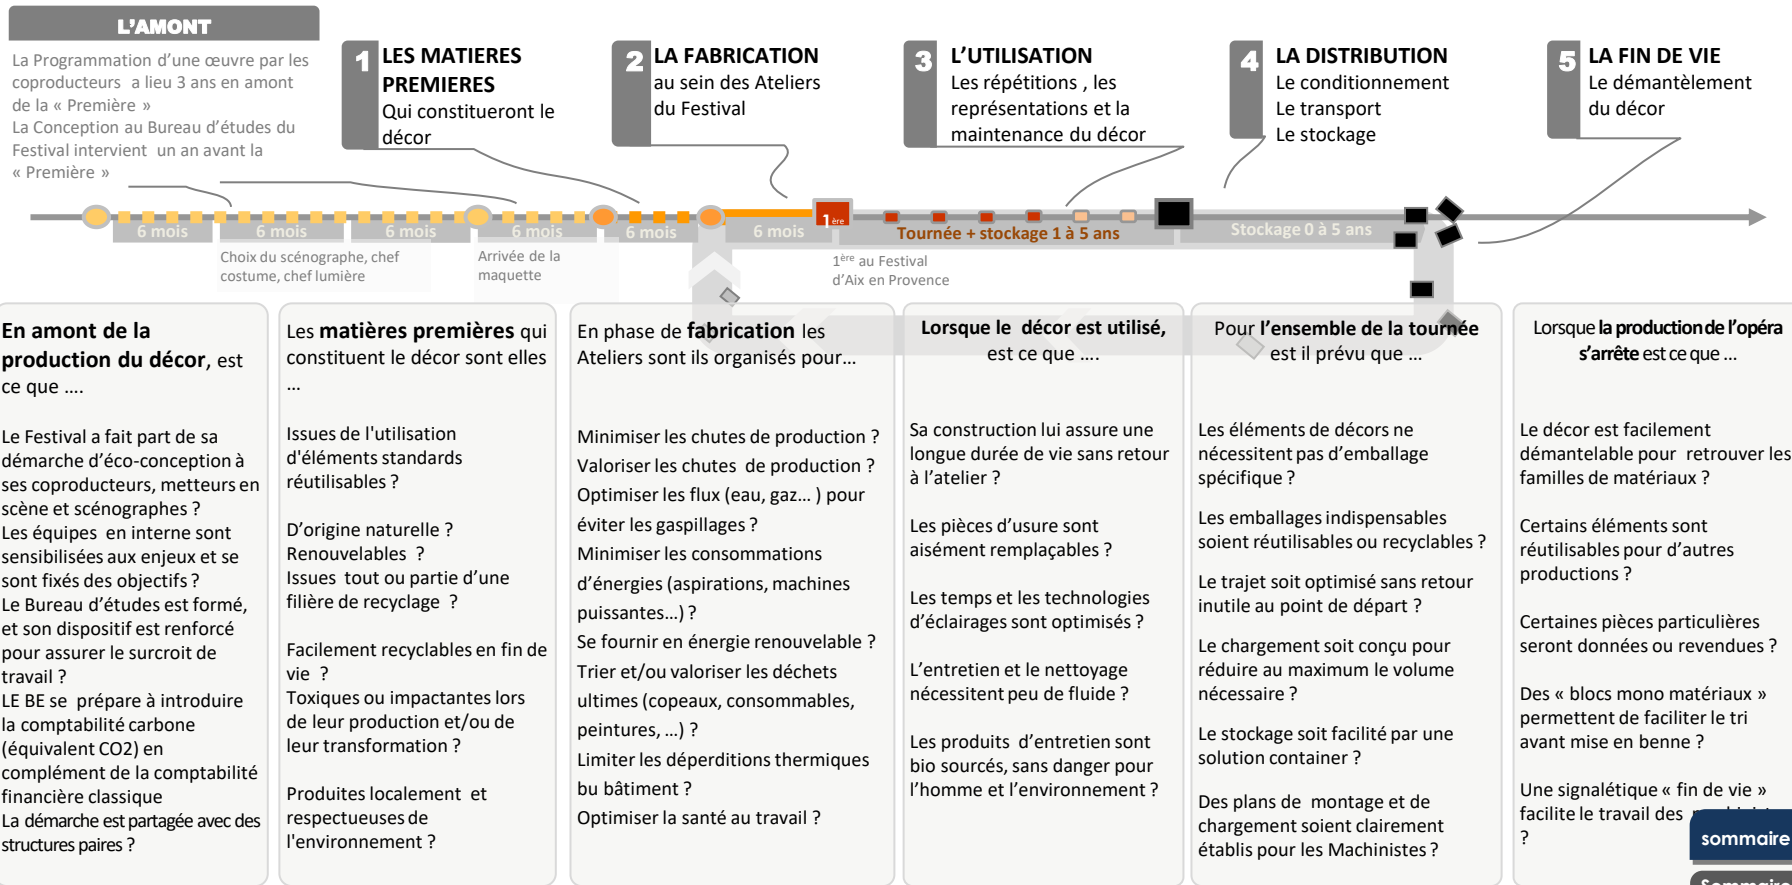 L'AMONT
La Programmation d'une œuvre par les
coproducteurs a lieu 3 ans en amont
de la « Première »
La Conception au Bureau d'études du
Festival intervient un an avant la
« Première »
1
LES MATIERES
PREMIERES
Qui constitueront le
décor
2
LA FABRICATION
au sein des Ateliers
du Festival
3
L'UTILISATION
Les répétitions , les
représentations et la
maintenance du décor
4
LA DISTRIBUTION
Le conditionnement
Le transport
Le stockage
5
LA FIN DE VIE
Le démantèlement
du décor
6 mois
6 mois
6 mois
6 mois
6 mois
6 mois
1ère
Tournée + stockage 1 à 5 ans
Stockage 0 à 5 ans
Choix du scénographe, chef
costume, chef lumière
Arrivée de la
maquette
1ère au Festival
d'Aix en Provence
En amont de la
production du décor, est
ce que ....
Le Festival a fait part de sa
démarche d'éco-conception à
ses coproducteurs, metteurs en
scène et scénographes ?
Les équipes en interne sont
sensibilisées aux enjeux et se
sont fixés des objectifs ?
Le Bureau d'études est formé,
et son dispositif est renforcé
pour assurer le surcroit de
travail ?
LE BE se prépare à introduire
la comptabilité carbone
(équivalent CO2) en
complément de la comptabilité
financière classique
La démarche est partagée avec des
structures paires ?
Les matières premières qui
constituent le décor sont elles
...
Issues de l'utilisation
d'éléments standards
réutilisables ?
D'origine naturelle ?
Renouvelables ?
Issues tout ou partie d'une
filière de recyclage ?
Facilement recyclables en fin de
vie ?
Toxiques ou impactantes lors
de leur production et/ou de
leur transformation ?
Produites localement et
respectueuses de
l'environnement ?
En phase de fabrication les
Ateliers sont ils organisés pour...
Minimiser les chutes de production ?
Valoriser les chutes de production ?
Optimiser les flux (eau, gaz... ) pour
éviter les gaspillages ?
Minimiser les consommations
d'énergies (aspirations, machines
puissantes...) ?
Se fournir en énergie renouvelable ?
Trier et/ou valoriser les déchets
ultimes (copeaux, consommables,
peintures, ...) ?
Limiter les déperditions thermiques
bu bâtiment ?
Optimiser la santé au travail ?
Lorsque le décor est utilisé,
est ce que ....
Sa construction lui assure une
longue durée de vie sans retour
à l'atelier ?
Les pièces d'usure sont
aisément remplaçables ?
Les temps et les technologies
d'éclairages sont optimisés ?
L'entretien et le nettoyage
nécessitent peu de fluide ?
Les produits d'entretien sont
bio sourcés, sans danger pour
l'homme et l'environnement ?
Pour l'ensemble de la tournée
est il prévu que ...
Les éléments de décors ne
nécessitent pas d'emballage
spécifique ?
Les emballages indispensables
soient réutilisables ou recyclables ?
Le trajet soit optimisé sans retour
inutile au point de départ ?
Le chargement soit conçu pour
réduire au maximum le volume
nécessaire ?
Le stockage soit facilité par une
solution container ?
Des plans de montage et de
chargement soient clairement
établis pour les Machinistes ?
Lorsque la production de l'opéra
s'arrête est ce que ...
Le décor est facilement
démantelable pour retrouver les
familles de matériaux ?
Certains éléments sont
réutilisables pour d'autres
productions ?
Certaines pièces particulières
seront données ou revendues ?
Des « blocs mono matériaux »
permettent de faciliter le tri
avant mise en benne ?
Une signalétique « fin de vie »
facilite le travail des
?
sommaire
Sommaire